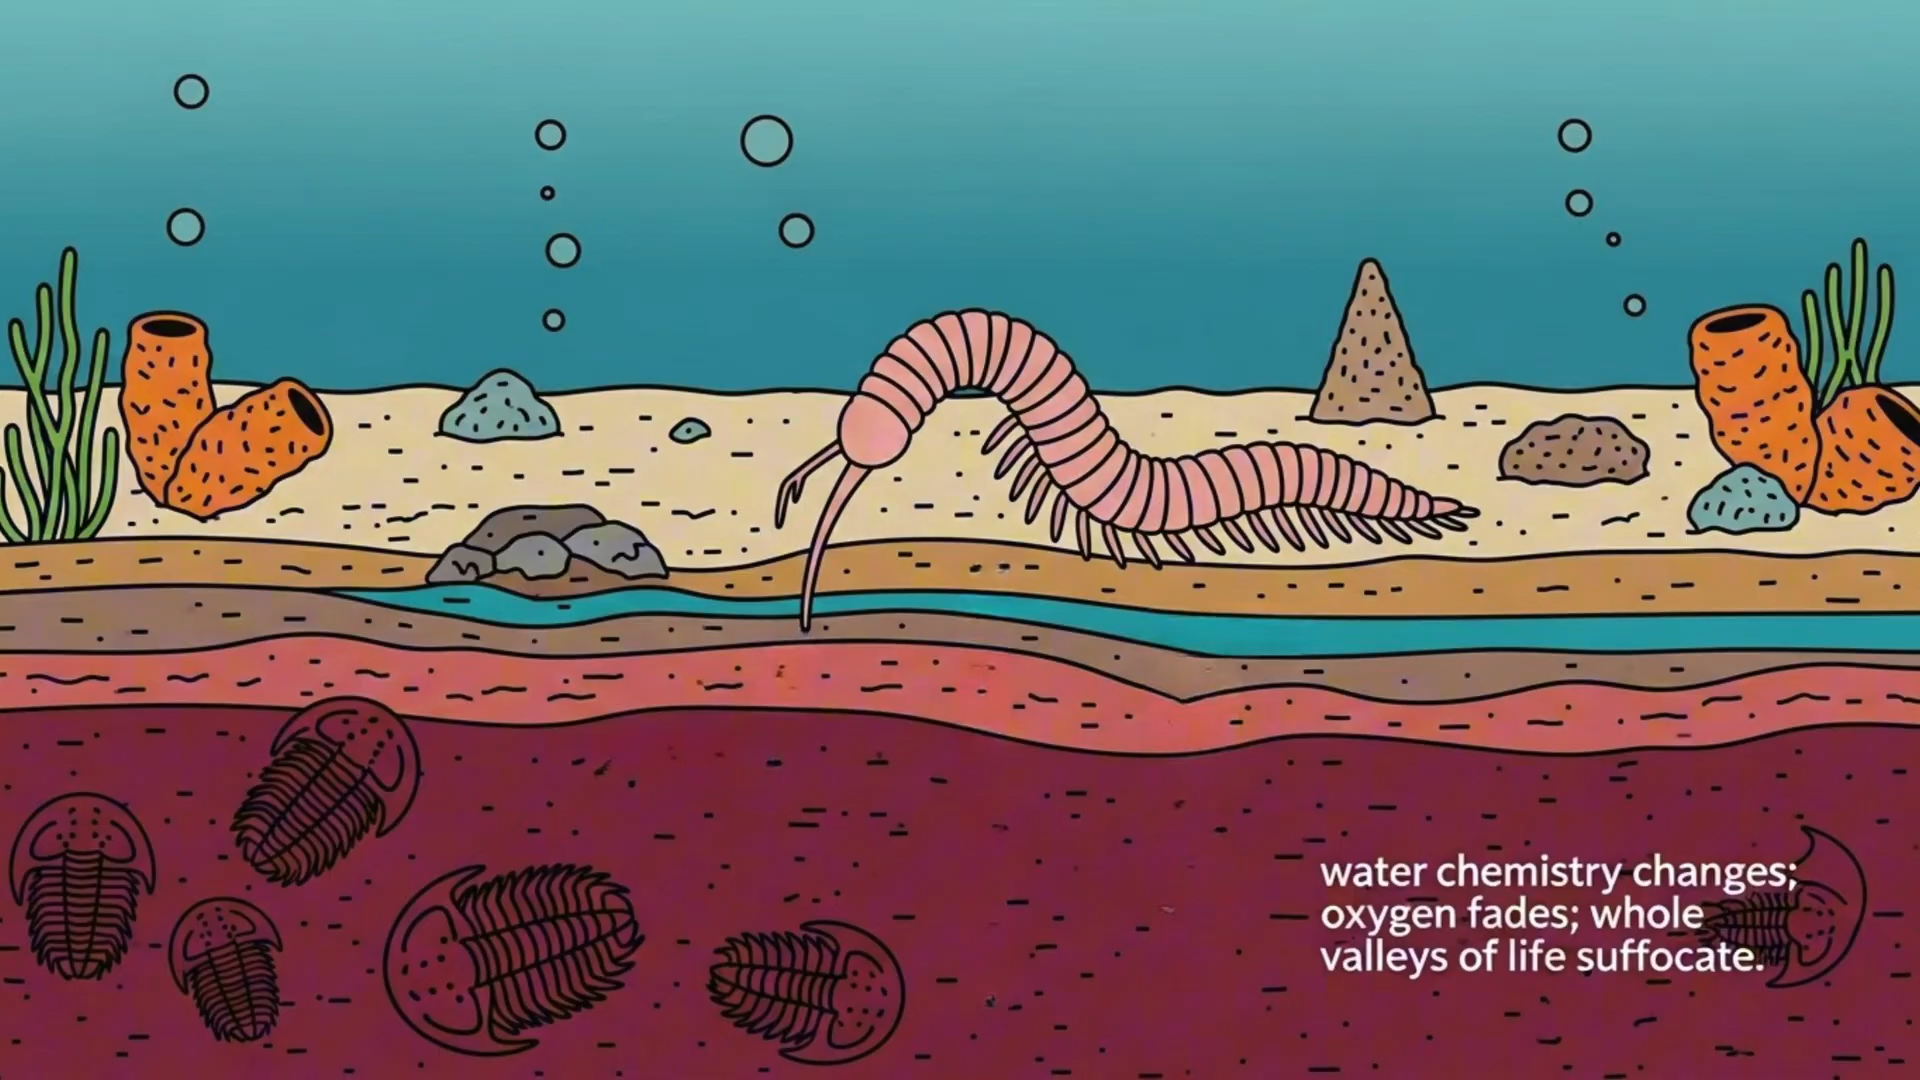 water chemistry changes;
oxygen fades; whole
valleys of life suffocate.